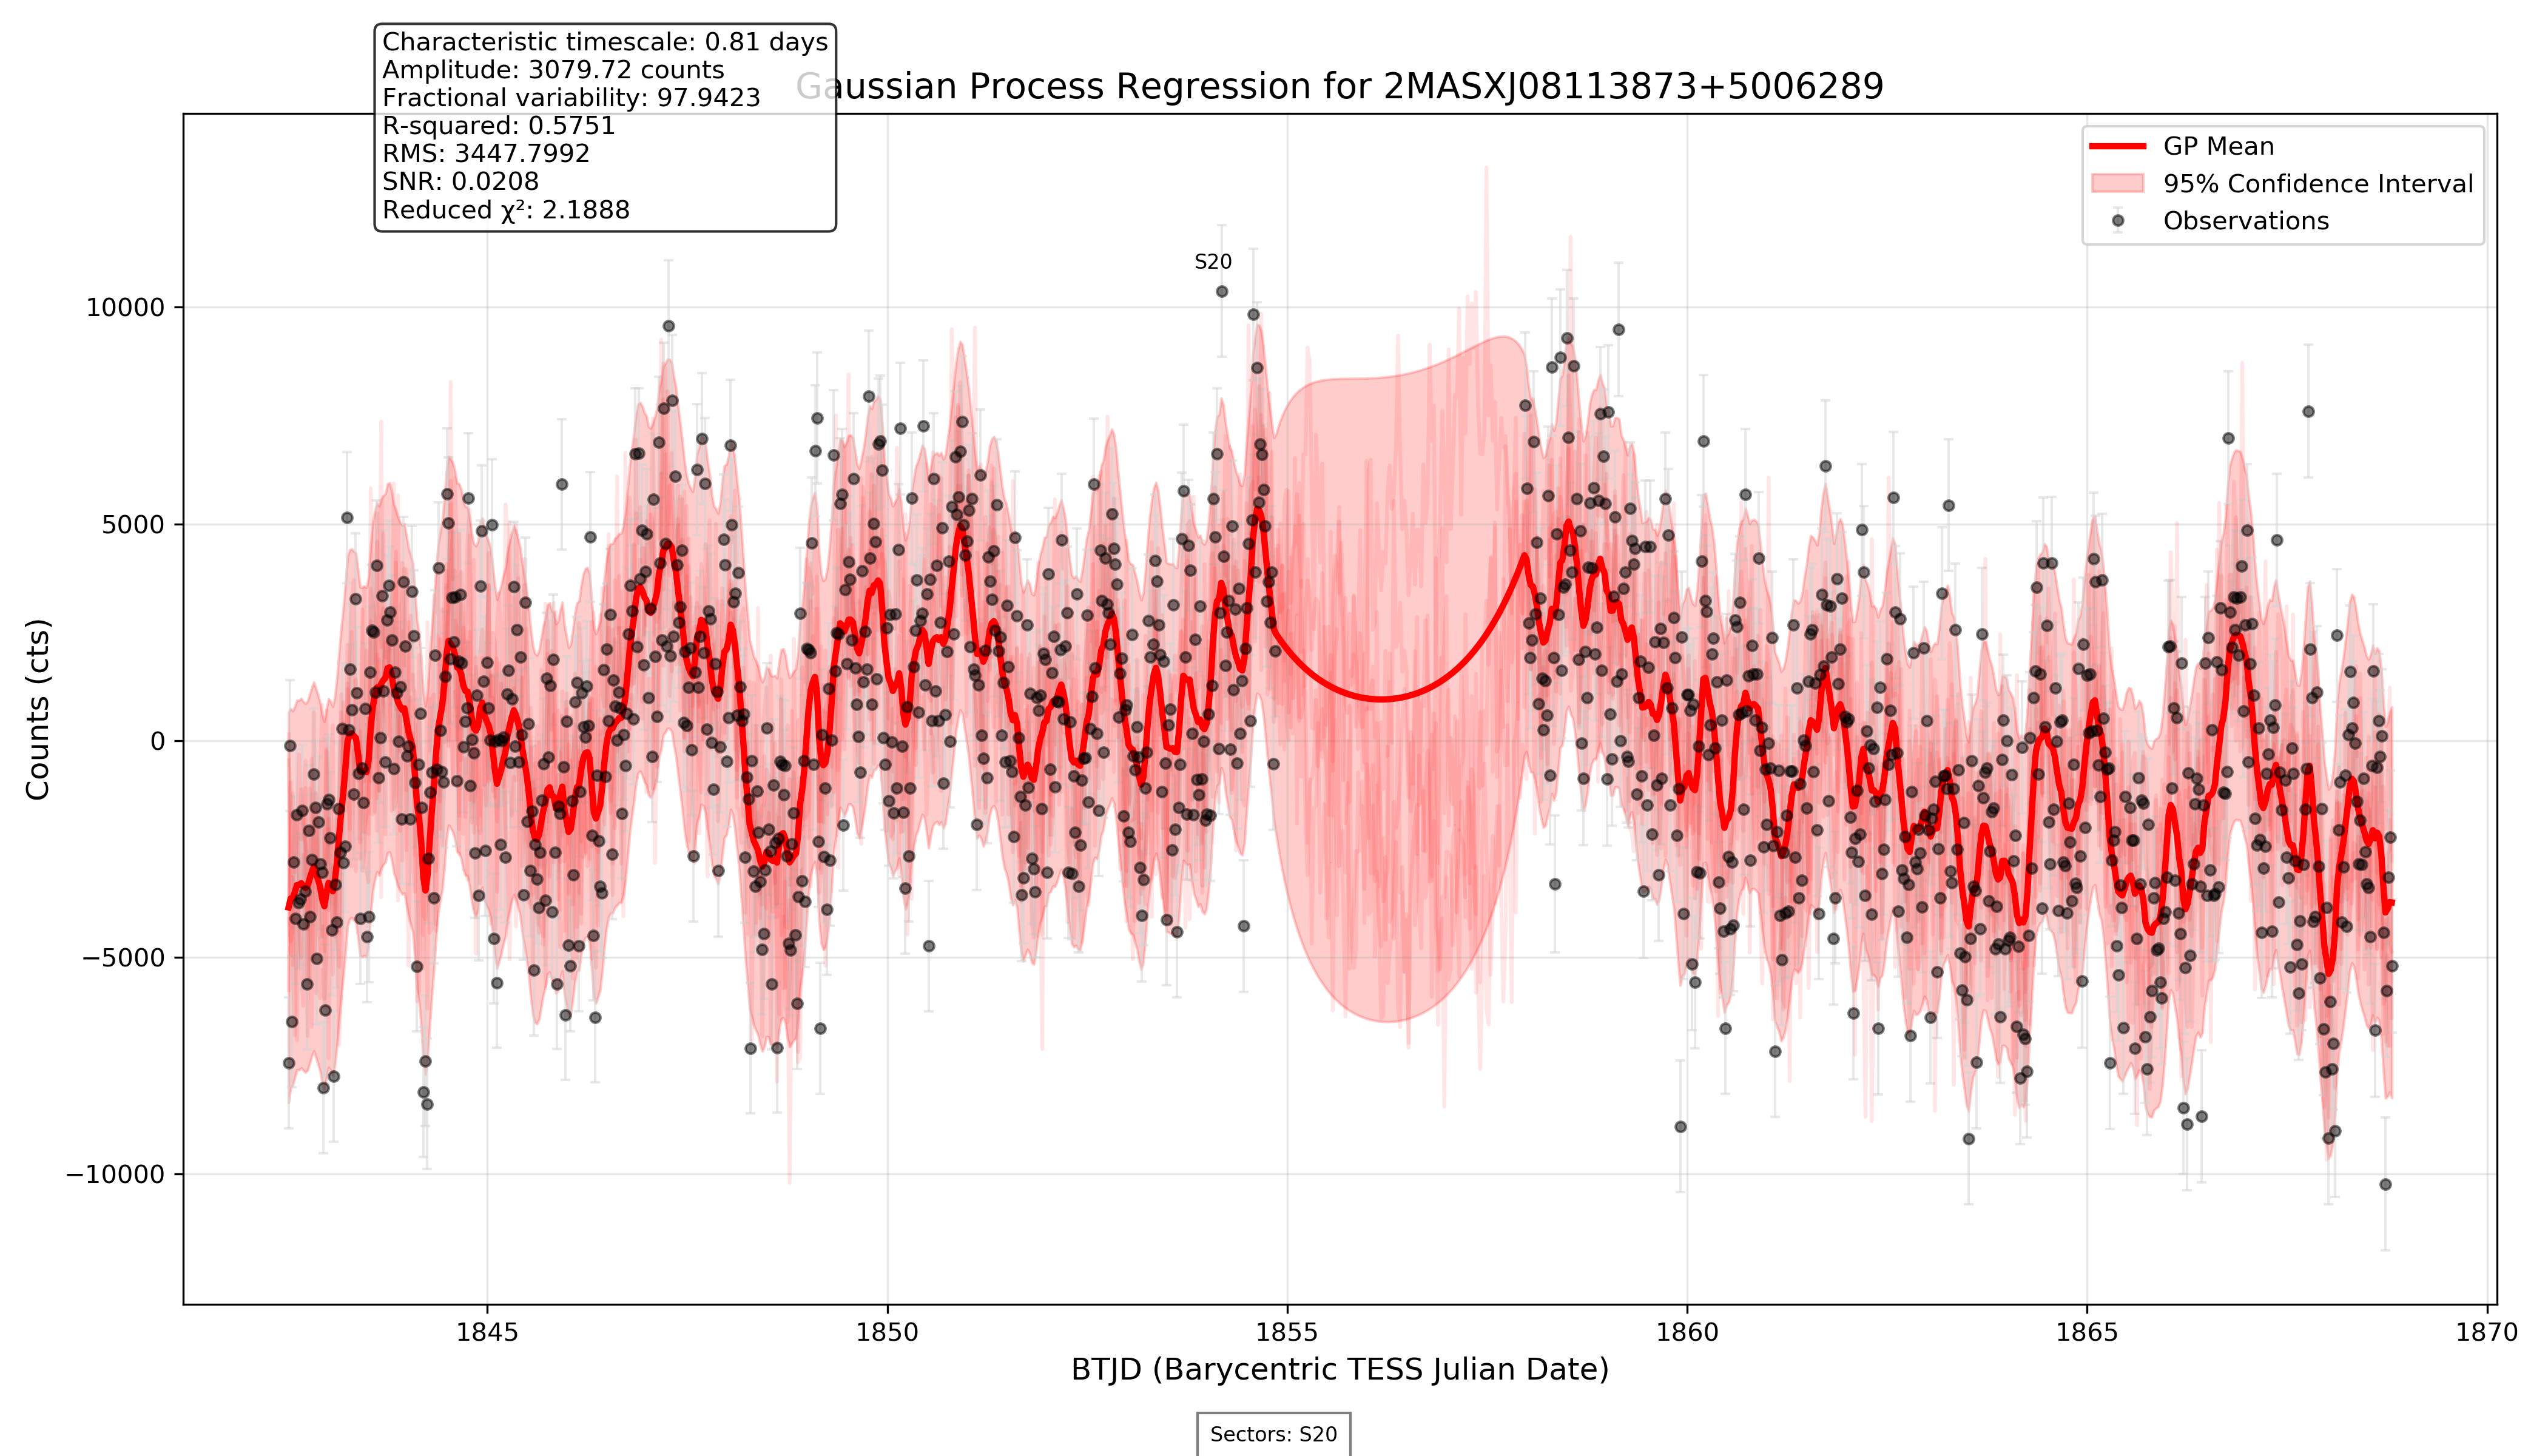 Characteristic timescale: 0.81 days
Amplitude: 3079.72 counts
Fractional variability: 97.9423
R-squared: 0.5751
RMS: 3447.7992
SNR: 0.0208
Reduced χ²: 2.1888
Gaussian Process Regression for 2MASXJ08113873+5006289
GP Mean
95% Confidence Interval
Observations
S20
10000
5000
0
−5000
−10000
Counts (cts)
1845
1850
1855
1860
1865
1870
BTJD (Barycentric TESS Julian Date)
Sectors: S20